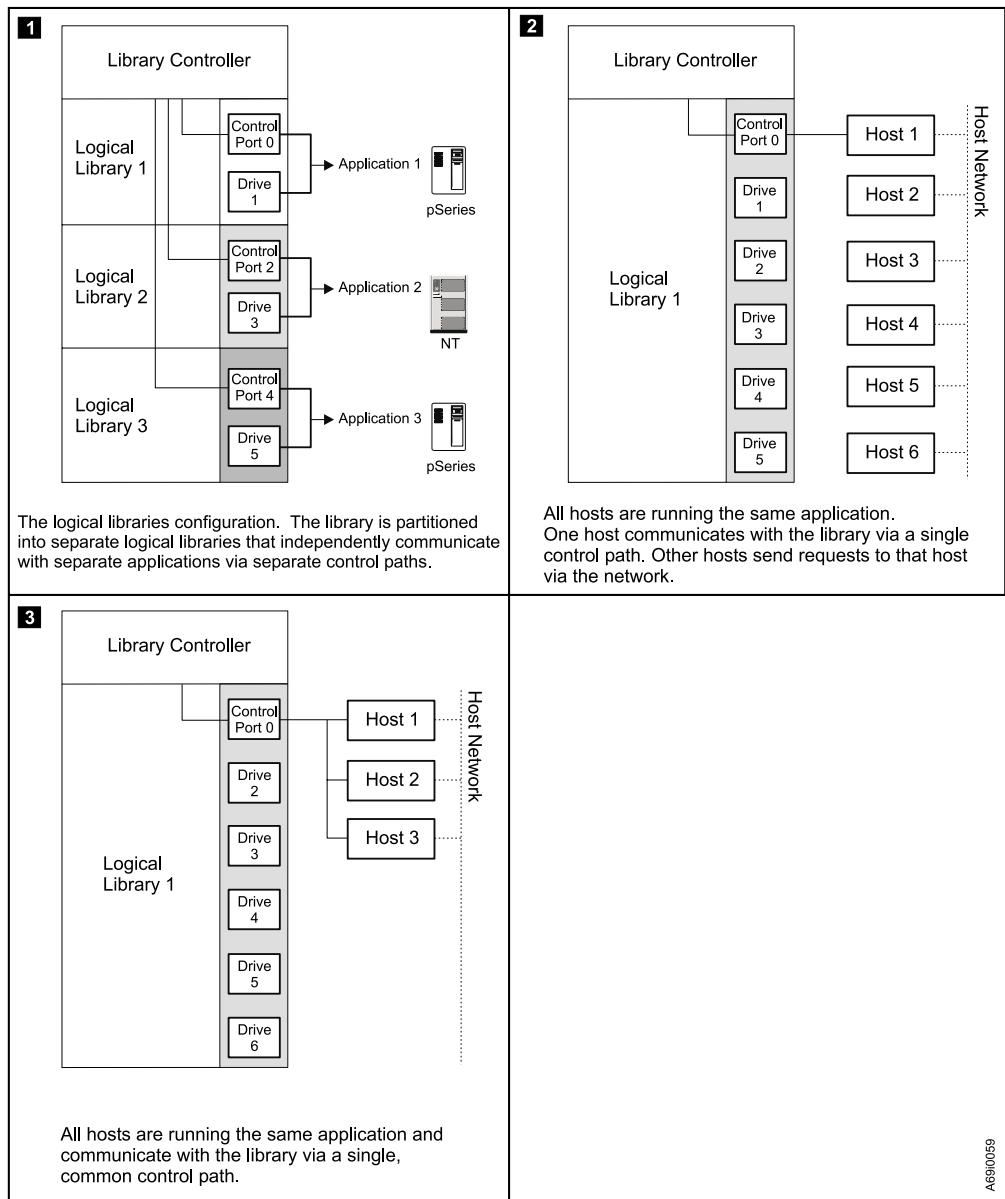 1
Library Controller
Logical
Library 1
Control
Port 0
Drive
1
Application 1
pSeries
Logical
Library 2
Control
Port 2
Drive
3
Application 2
NT
Logical
Library 3
Control
Port 4
Drive
5
Application 3
pSeries
The logical libraries configuration. The library is partitioned
into separate logical libraries that independently communicate
with separate applications via separate control paths.
2
Library Controller
Logical
Library 1
Control
Port 0
Drive
1
Drive
2
Drive
3
Drive
4
Drive
5
Host 1
Host 2
Host 3
Host 4
Host 5
Host 6
Host Network
All hosts are running the same application.
One host communicates with the library via a single
control path. Other hosts send requests to that host
via the network.
3
Library Controller
Logical
Library 1
Control
Port 0
Drive
2
Drive
3
Drive
4
Drive
5
Drive
6
Host 1
Host 2
Host 3
Host Network
All hosts are running the same application and
communicate with the library via a single,
common control path.
A69i0059